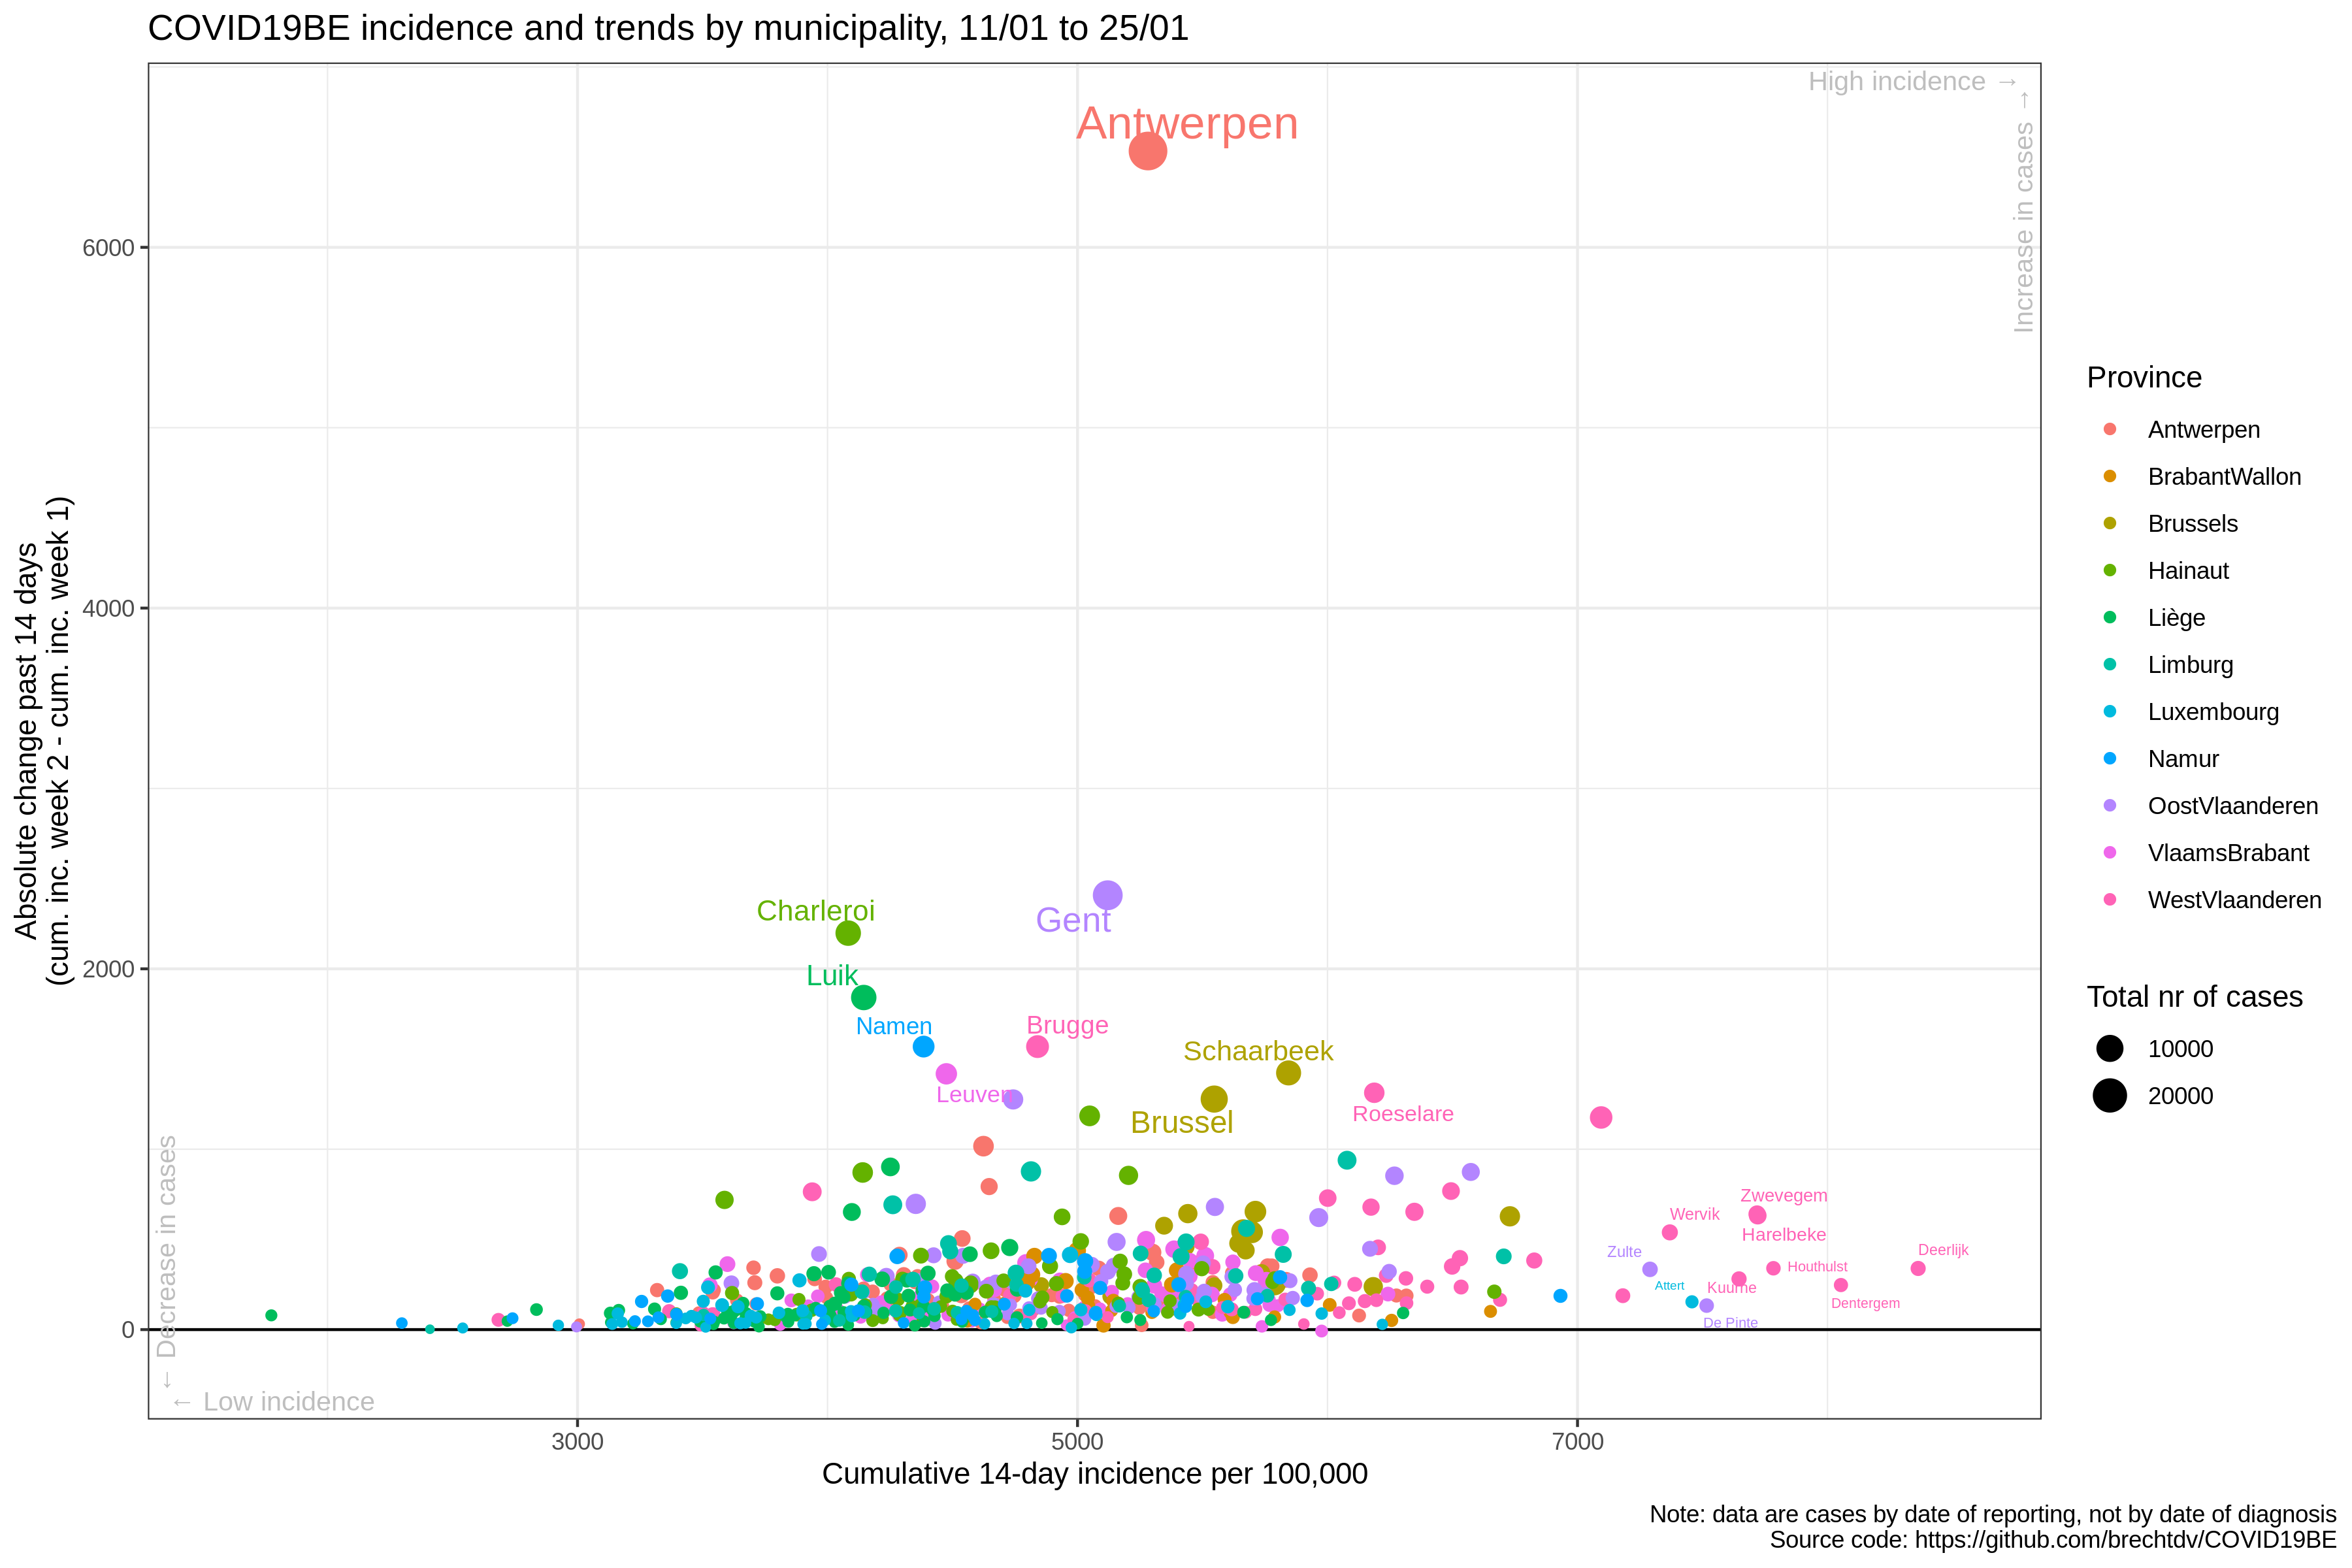 COVID19BE incidence and trends by municipality, 11/01 to 25/01
High incidence →
Increase in cases →
Antwerpen
Charleroi
Gent
Luik
Namen
Brugge
Leuven
Schaarbeek
Brussel
Roeselare
Zwevegem
Wervik
Harelbeke
Zulte
Deerlijk
Houthulst
Attert
Kuurne
Dentergem
De Pinte
← Decrease in cases
← Low incidence
6000
4000
2000
0
3000
5000
7000
Absolute change past 14 days
(cum. inc. week 2 - cum. inc. week 1)
Cumulative 14-day incidence per 100,000
Province
Antwerpen
BrabantWallon
Brussels
Hainaut
Liège
Limburg
Luxembourg
Namur
OostVlaanderen
VlaamsBrabant
WestVlaanderen
Total nr of cases
10000
20000
Note: data are cases by date of reporting, not by date of diagnosis
Source code: https://github.com/brechtdv/COVID19BE